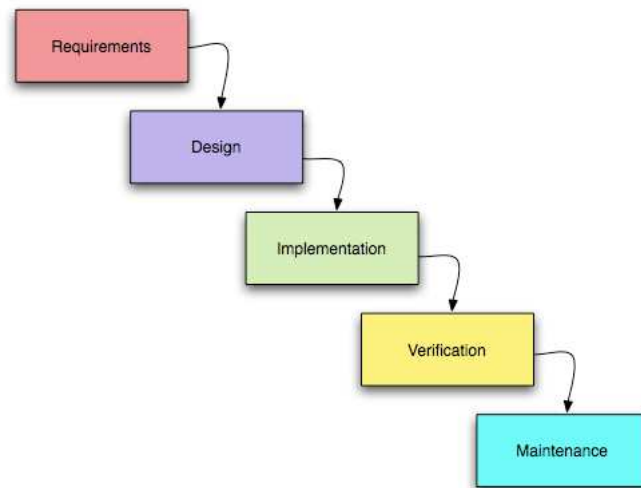 Requirements
Design
Implementation
Verification
Maintenance